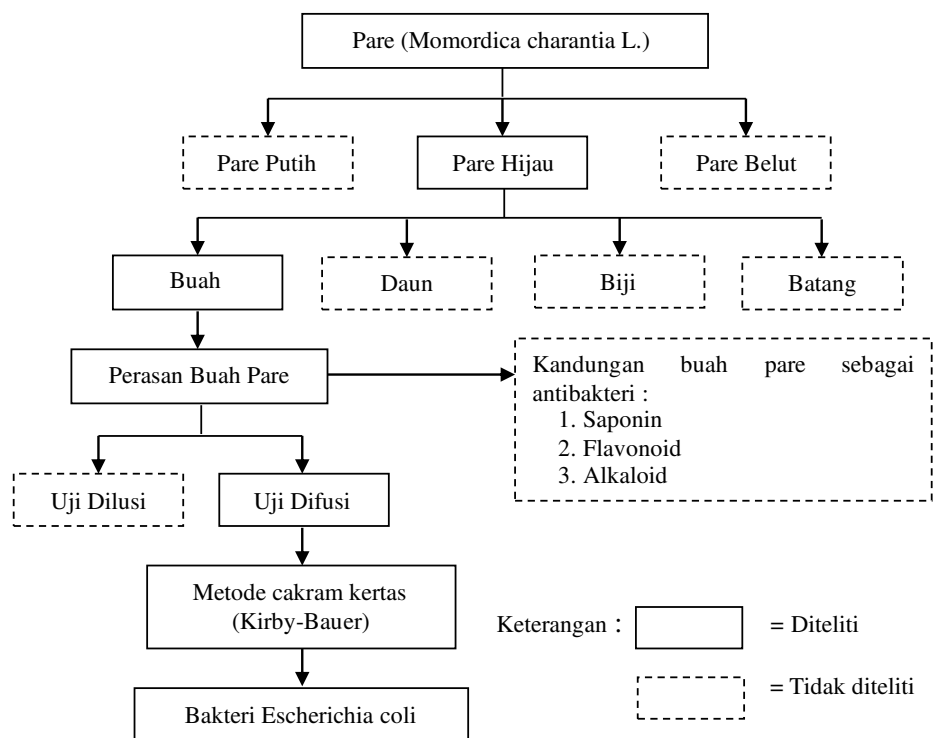 Pare (Momordica charantia L.)
Pare Putih
Pare Hijau
Pare Belut
Buah
Daun
Biji
Batang
Perasan Buah Pare
Kandungan buah pare sebagai
antibakteri :
1. Saponin
2. Flavonoid
3. Alkaloid
Uji Dilusi
Uji Difusi
Metode cakram kertas
(Kirby-Bauer)
Keterangan :
= Diteliti
= Tidak diteliti
Bakteri Escherichia coli